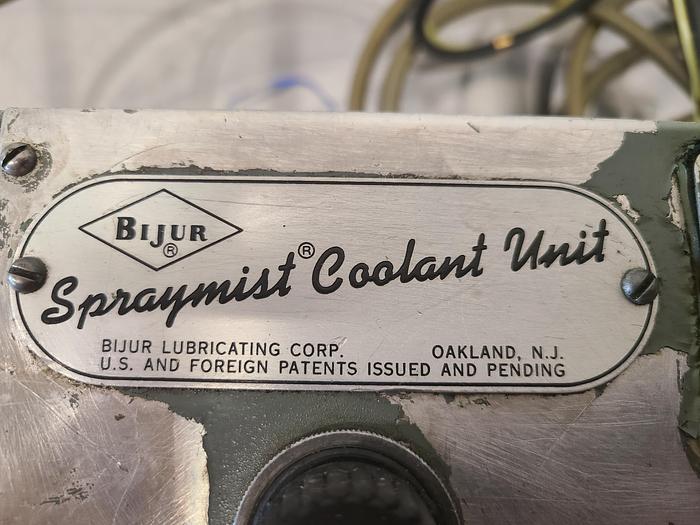 BIJUR ®
Spraymist® Coolant Unit
BIJUR LUBRICATING CORP. OAKLAND, N.J.
U.S. AND FOREIGN PATENTS ISSUED AND PENDING